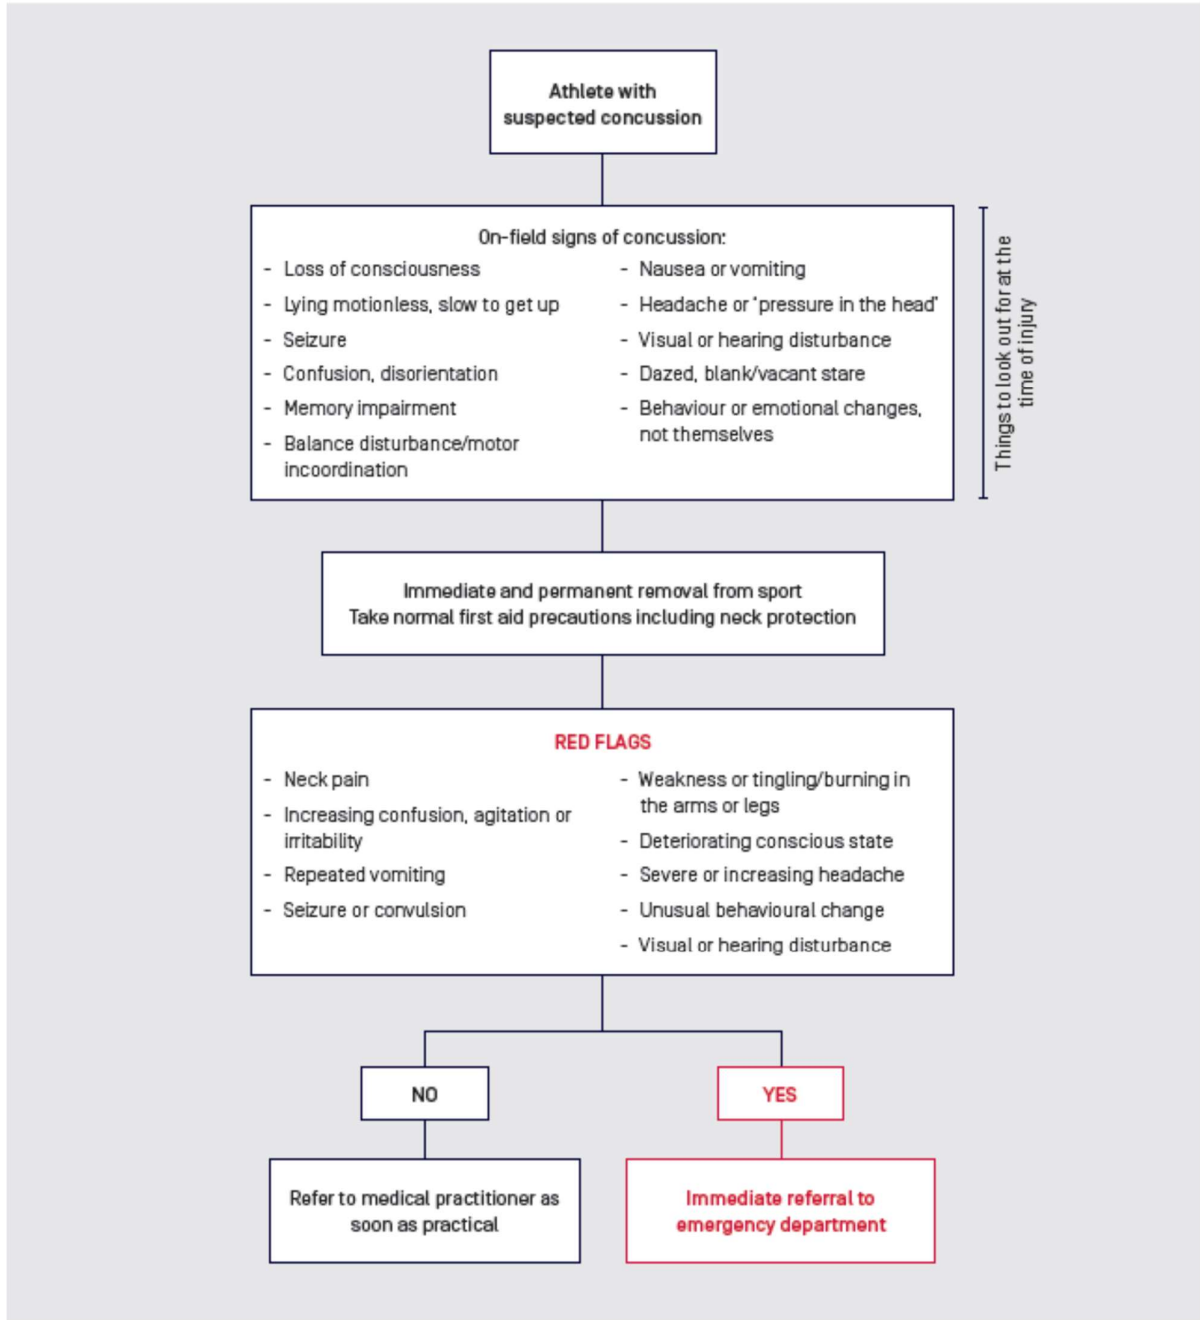 Athlete with
suspected concussion
On-field signs of concussion:
- Loss of consciousness
- Lying motionless, slow to get up
- Seizure
- Confusion, disorientation
- Memory impairment
- Balance disturbance/motor
incoordination
- Nausea or vomiting
- Headache or ‘pressure in the head’
- Visual or hearing disturbance
- Dazed, blank/vacant stare
- Behaviour or emotional changes,
not themselves
Things to look out for at the
time of injury
Immediate and permanent removal from sport
Take normal first aid precautions including neck protection
RED FLAGS
- Neck pain
- Increasing confusion, agitation or
irritability
- Repeated vomiting
- Seizure or convulsion
- Weakness or tingling/burning in
the arms or legs
- Deteriorating conscious state
- Severe or increasing headache
- Unusual behavioural change
- Visual or hearing disturbance
NO
YES
Refer to medical practitioner as
soon as practical
Immediate referral to
emergency department